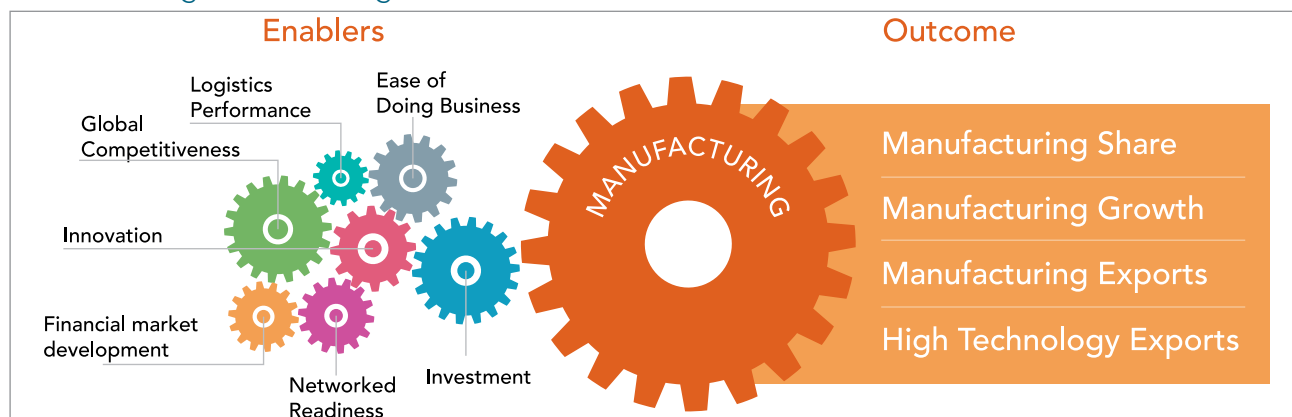 Enablers
Outcome
Logistics
Performance
Ease of
Doing Business
Global
Competitiveness
Innovation
Financial market
development
Networked
Readiness
Investment
MANUFACTURING
Manufacturing Share
Manufacturing Growth
Manufacturing Exports
High Technology Exports